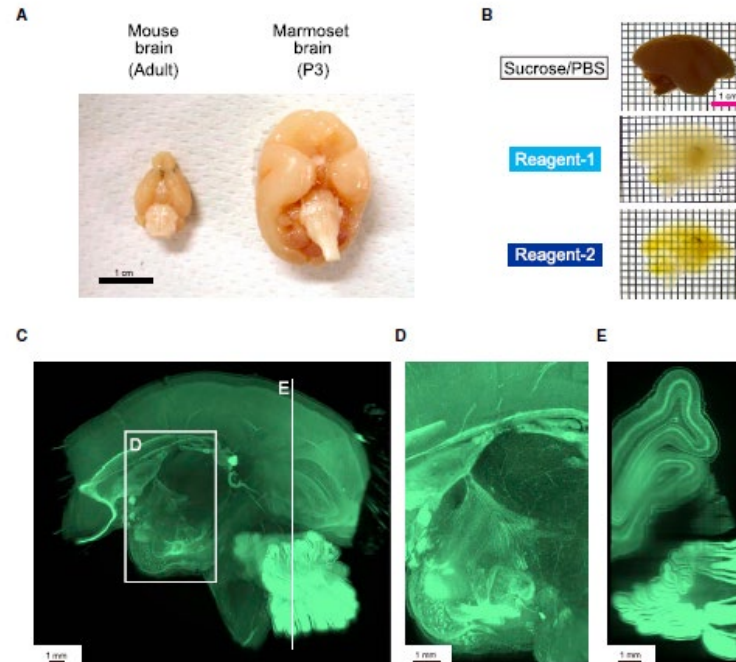 A
Mouse
brain
(Adult)
Marmoset
brain
(P3)
1 cm
B
Sucrose/PBS
1 cm
Reagent-1
Reagent-2
C
E
D
1 mm
D
1 mm
E
1 mm